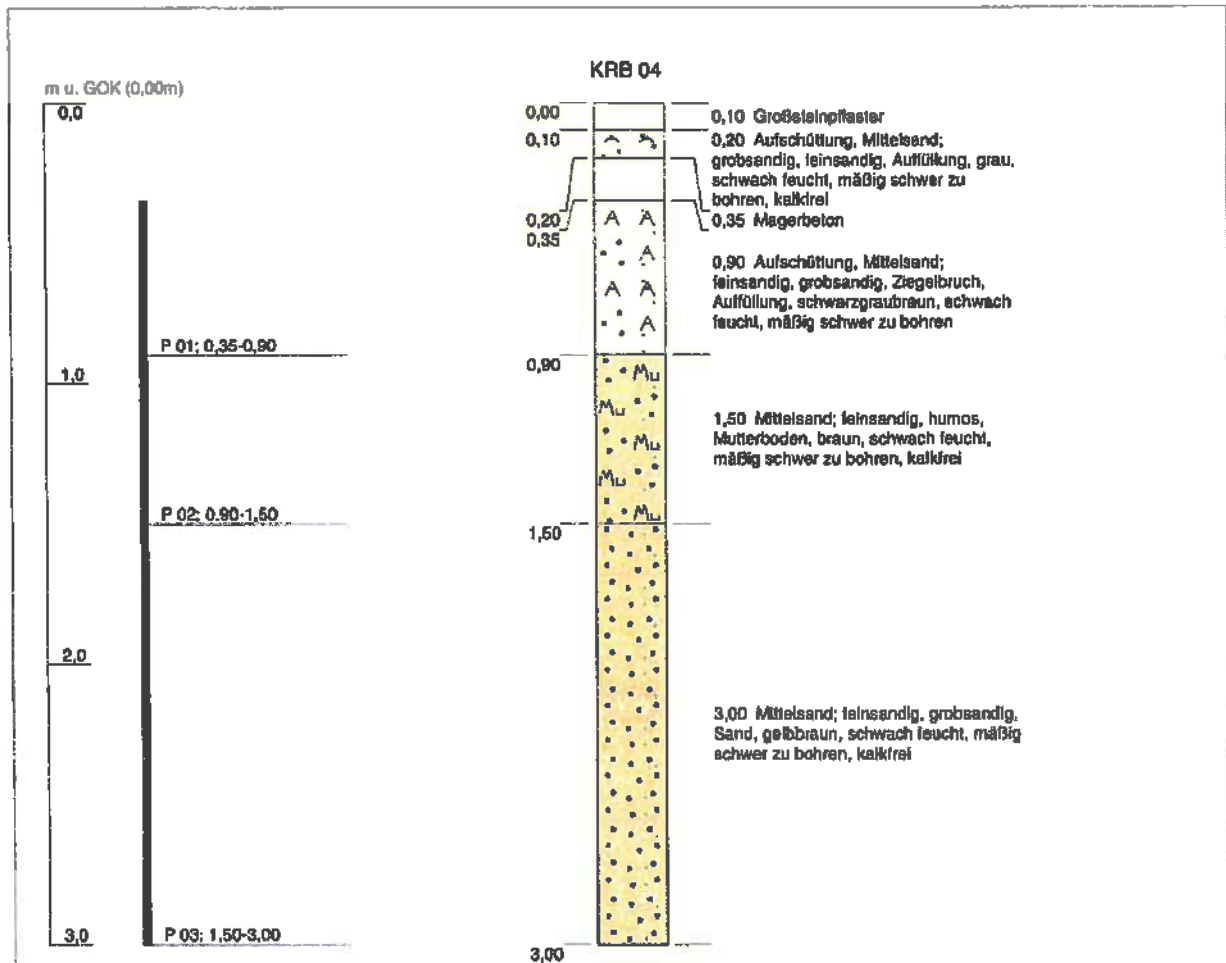 KRB 04
m u. GOK (0,00m)
0,0
1,0
2,0
3,0
P 01; 0,35-0,90
P 02; 0.90-1,50
P 03; 1,50-3,00
0,00
0,10
0,20
0,35
0,90
1,50
3,00
0,10 Großsteinpflaster
0,20 Aufschüttung, Mittelsand;
grobsandig, feinsandig, Auffüllung, grau,
schwach feucht, mäßig schwer zu
bohren, kalkfrei
0,35 Magerbeton
0,90 Aufschüttung, Mittelsand;
feinsandig, grobsandig, Ziegelbruch,
Auffüllung, schwarzgraubraun, schwach
feucht, mäßig schwer zu bohren
1,50 Mittelsand; feinsandig, humos,
Mutterboden, braun, schwach feucht,
mäßig schwer zu bohren, kalkfrei
3,00 Mittelsand; feinsandig, grobsandig,
Sand, gelbbraun, schwach feucht, mäßig
schwer zu bohren, kalkfrei
A A
A
A A
A
Mu
Mu
Mu
Mu
Mu